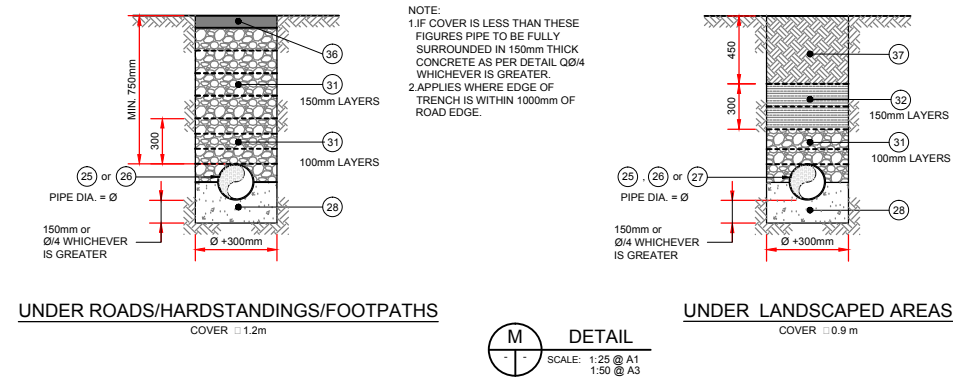 NOTE:
1.IF COVER IS LESS THAN THESE
FIGURES PIPE TO BE FULLY
SURROUNDED IN 150mm THICK
CONCRETE AS PER DETAIL QØ/4
WHICHEVER IS GREATER.
2.APPLIES WHERE EDGE OF
TRENCH IS WITHIN 1000mm OF
ROAD EDGE.
MIN. 750mm
300
36
31
150mm LAYERS
31
100mm LAYERS
25 or 26
PIPE DIA. = Ø
28
150mm or
Ø/4 WHICHEVER
IS GREATER
Ø +300mm
UNDER ROADS/HARDSTANDINGS/FOOTPATHS
COVER □ 1.2m
450
300
37
32
150mm LAYERS
31
100mm LAYERS
25 , 26 or 27
PIPE DIA. = Ø
28
150mm or
Ø/4 WHICHEVER
IS GREATER
Ø +300mm
UNDER LANDSCAPED AREAS
COVER □ 0.9 m
M
- -
DETAIL
SCALE: 1:25 @ A1
1:50 @ A3